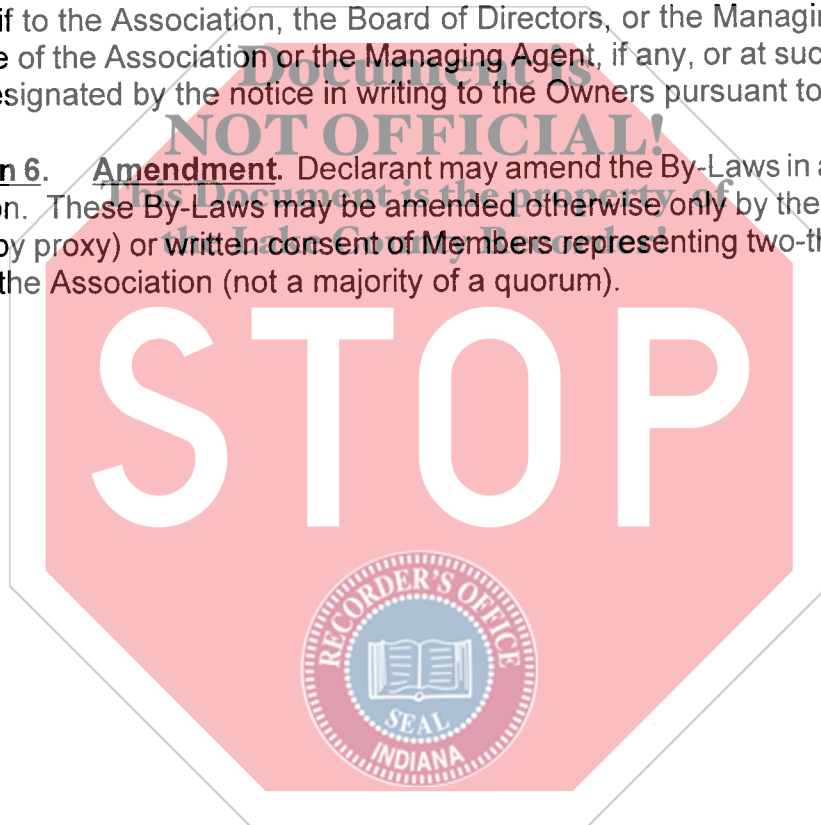 if to the Association, the Board of Directors, or the Managin
e of the Association or the Managing Agent, if any, or at suc
esignated by the notice in writing to the Owners pursuant to
Document is
NOT OFFICIAL!
n 6. Amendment. Declarant may amend the By-Laws in a
This Document is the property of
on. These By-Laws may be amended otherwise only by the
the Lake County Recorder!
by proxy) or written consent of Members representing two-th
the Association (not a majority of a quorum).
STOP
RECORDER'S OFFICE
SEAL
INDIANA